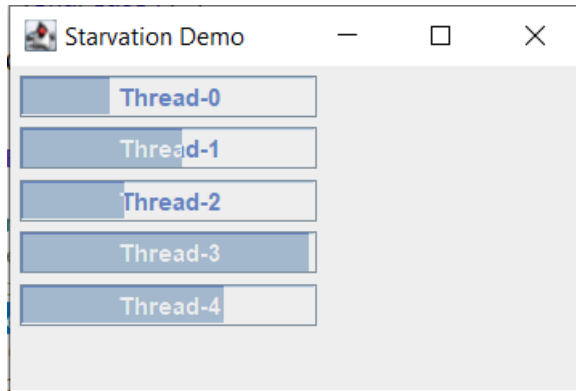 Starvation Demo
Thread-0
Thread-1
Thread-2
Thread-3
Thread-4